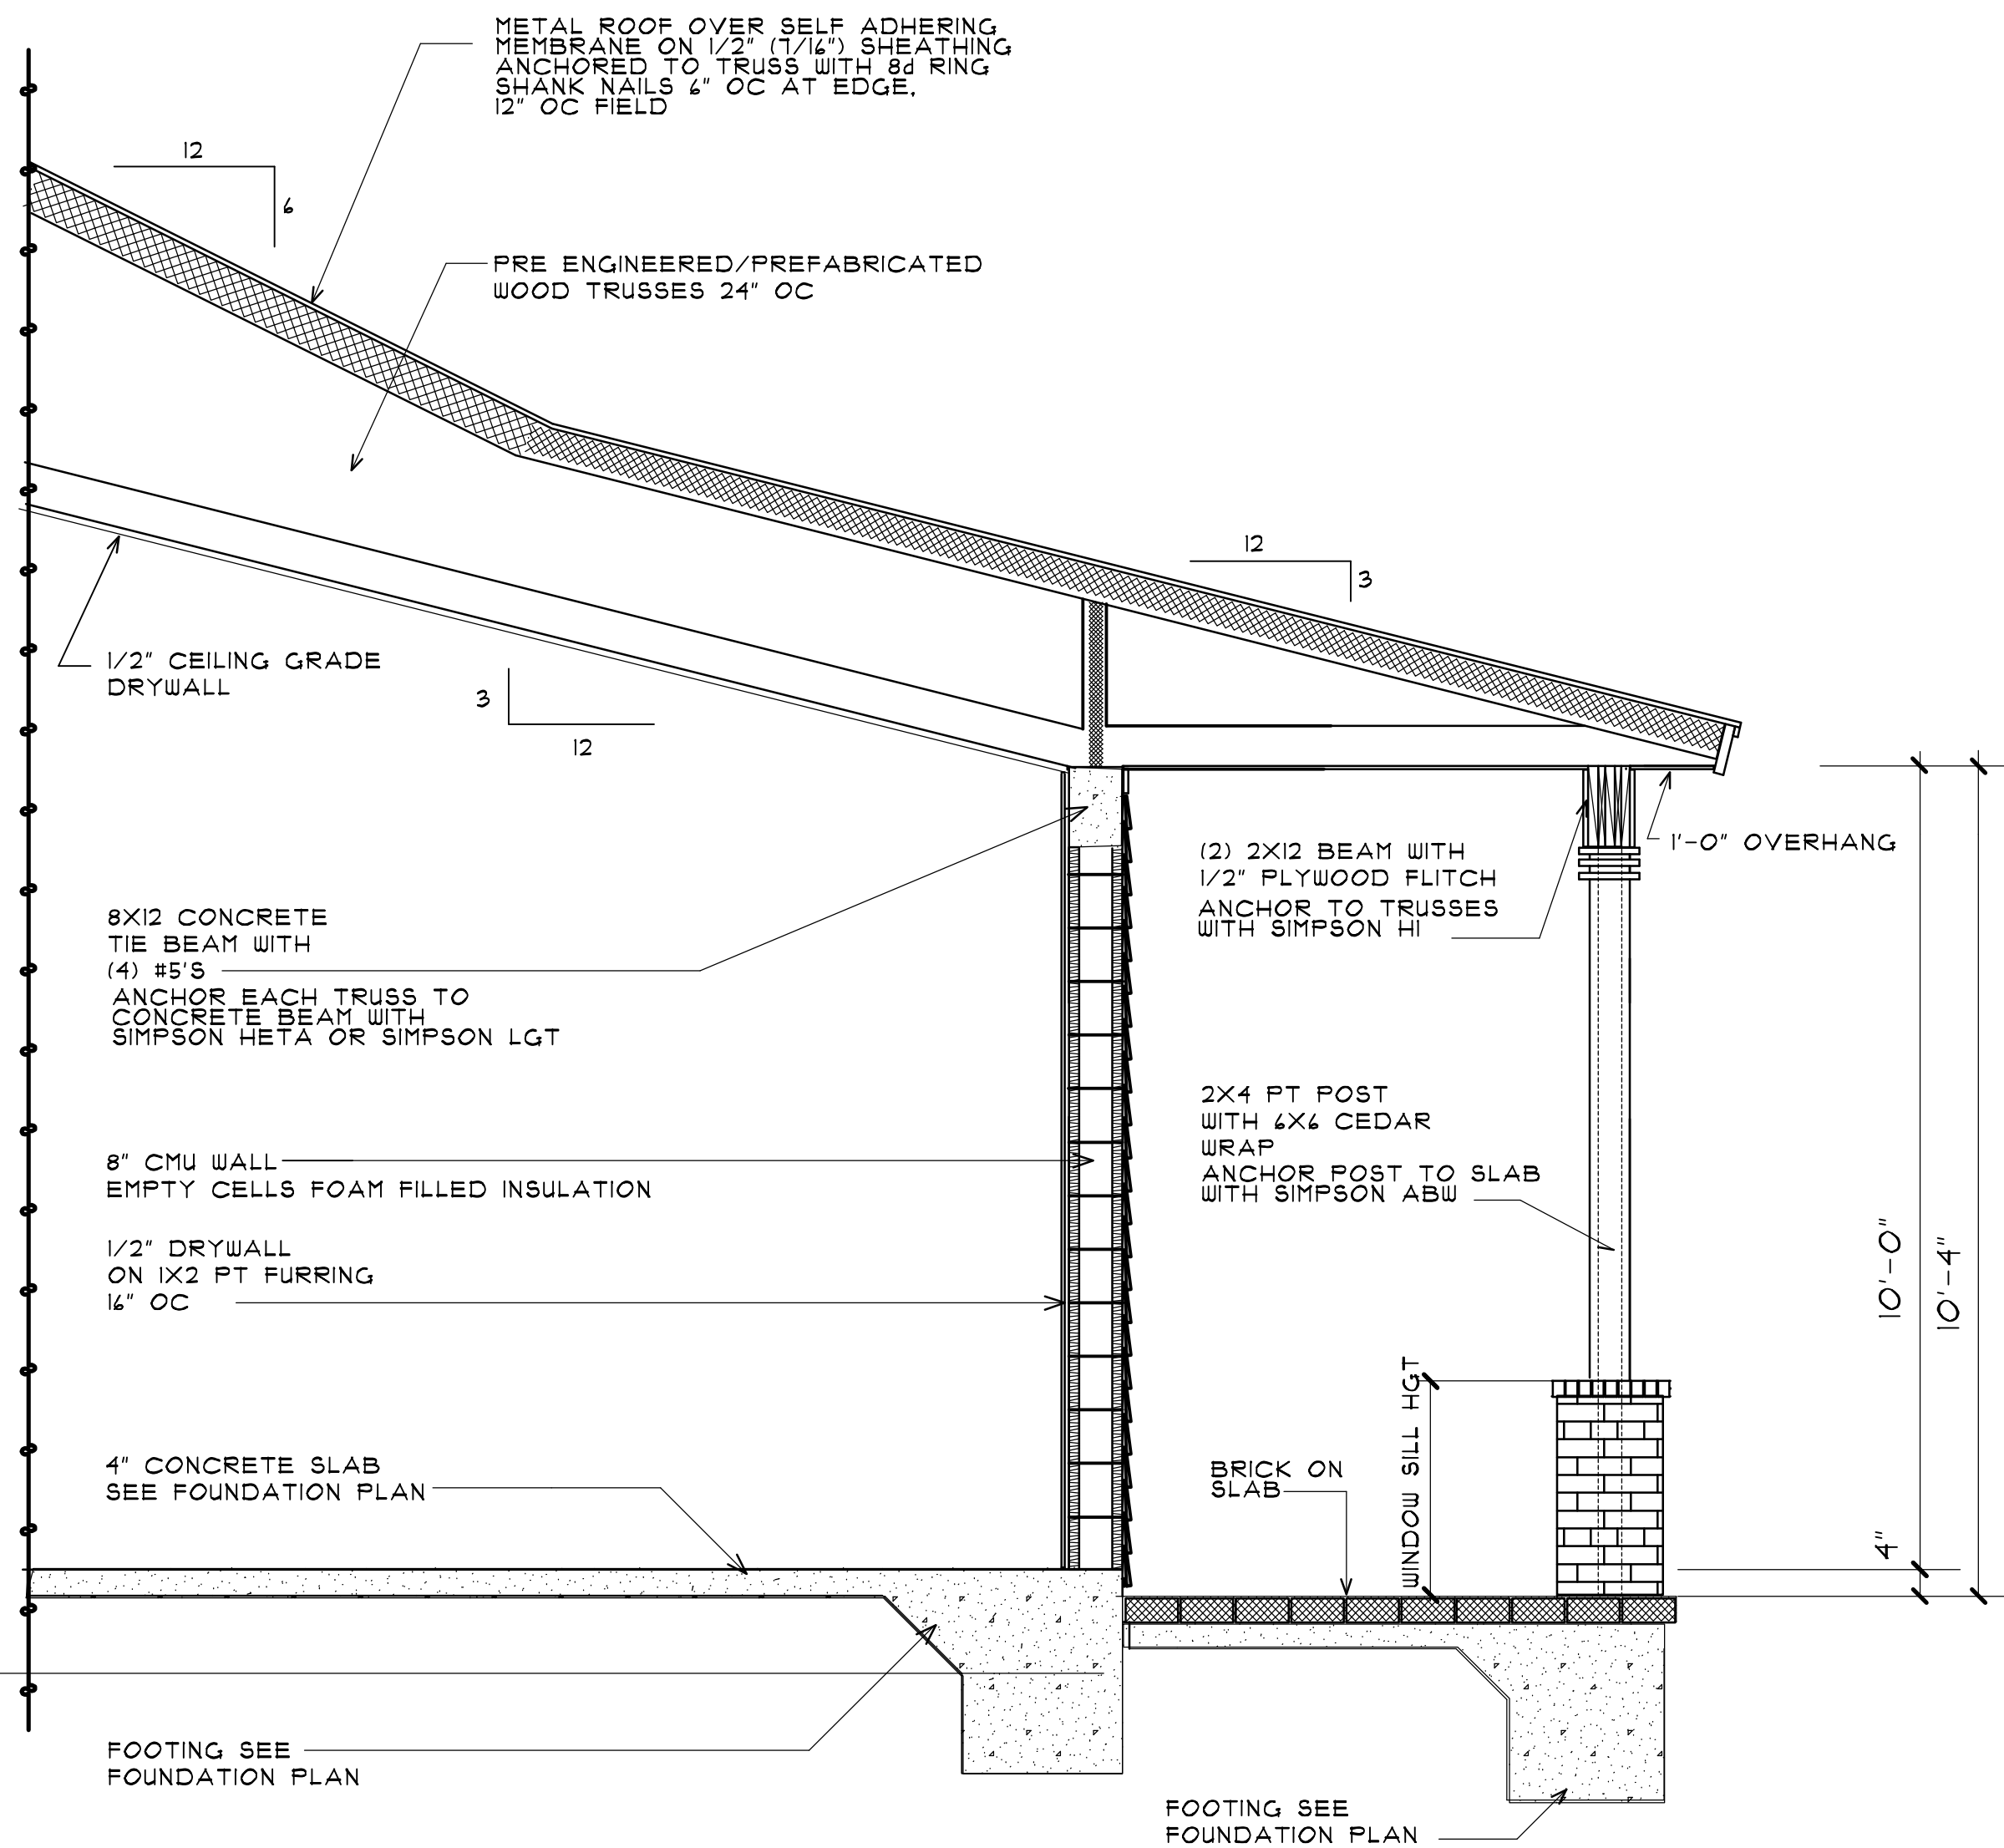 METAL ROOF OVER SELF ADHERING
MEMBRANE ON 1/2" (7/16") SHEATHING
ANCHORED TO TRUSS WITH 8d RING
SHANK NAILS 6" OC AT EDGE,
12" OC FIELD
12
6
PRE ENGINEERED/PREFABRICATED
WOOD TRUSSES 24" OC
12
3
1/2" CEILING GRADE
DRYWALL
3
12
1'-0" OVERHANG
(2) 2X12 BEAM WITH
1/2" PLYWOOD FLITCH
ANCHOR TO TRUSSES
WITH SIMPSON H1
8X12 CONCRETE
TIE BEAM WITH
(4) #5'S
ANCHOR EACH TRUSS TO
CONCRETE BEAM WITH
SIMPSON HETA OR SIMPSON LGT
2X4 PT POST
WITH 6X6 CEDAR
WRAP
ANCHOR POST TO SLAB
WITH SIMPSON ABW
8" CMU WALL
EMPTY CELLS FOAM FILLED INSULATION
1/2" DRYWALL
ON 1X2 PT FURRING
16" OC
10'-0"
10'-4"
WINDOW SILL HGT
4" CONCRETE SLAB
SEE FOUNDATION PLAN
BRICK ON
SLAB
4"
FOOTING SEE
FOUNDATION PLAN
FOOTING SEE
FOUNDATION PLAN